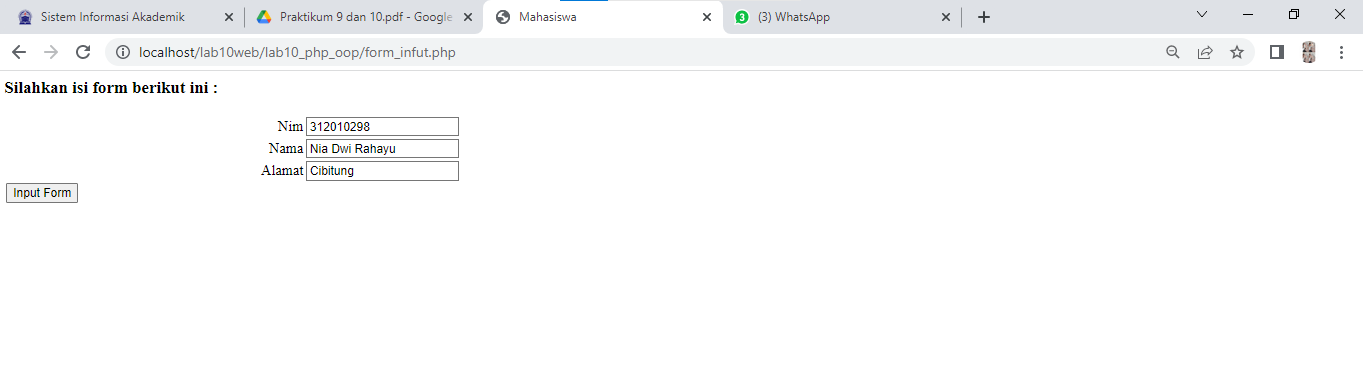 Sistem Informasi Akademik
Praktikum 9 dan 10.pdf - Google
Mahasiswa
(3) WhatsApp
localhost/lab10web/lab10_php_oop/form_infut.php
Silahkan isi form berikut ini :
Nim 312010298
Nama Nia Dwi Rahayu
Alamat Cibitung
Input Form